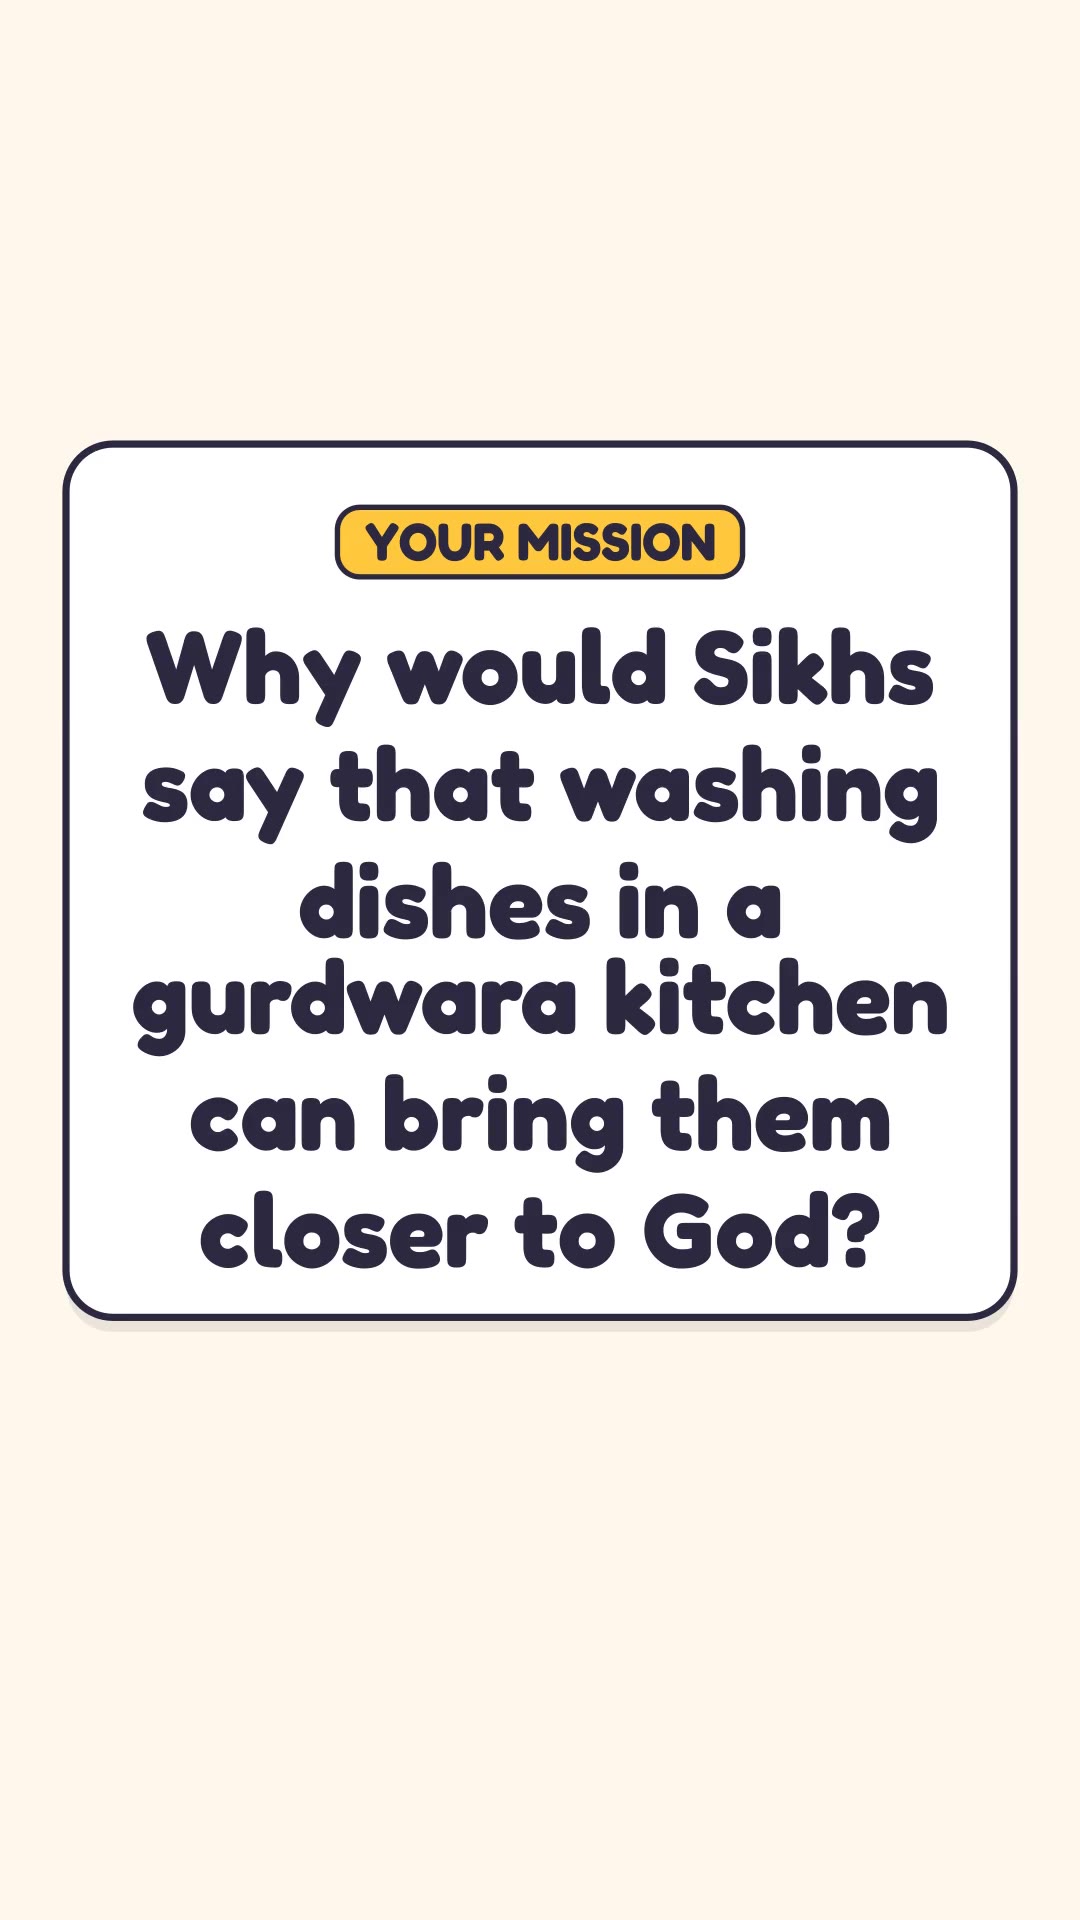 YOUR MISSION
Why would Sikhs
say that washing
dishes in a
gurdwara kitchen
can bring them
closer to God?